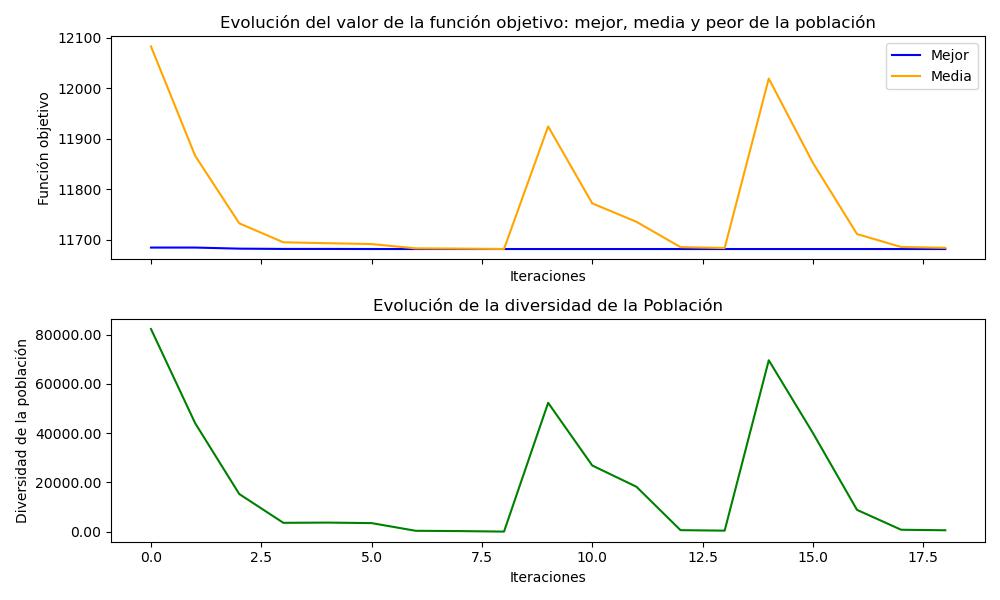 Evolución del valor de la función objetivo: mejor, media y peor de la población
12100
12000
11900
11800
11700
Función objetivo
Mejor
Media
Iteraciones
Evolución de la diversidad de la Población
80000.00
60000.00
40000.00
20000.00
0.00
Diversidad de la población
0.0 2.5 5.0 7.5 10.0 12.5 15.0 17.5
Iteraciones